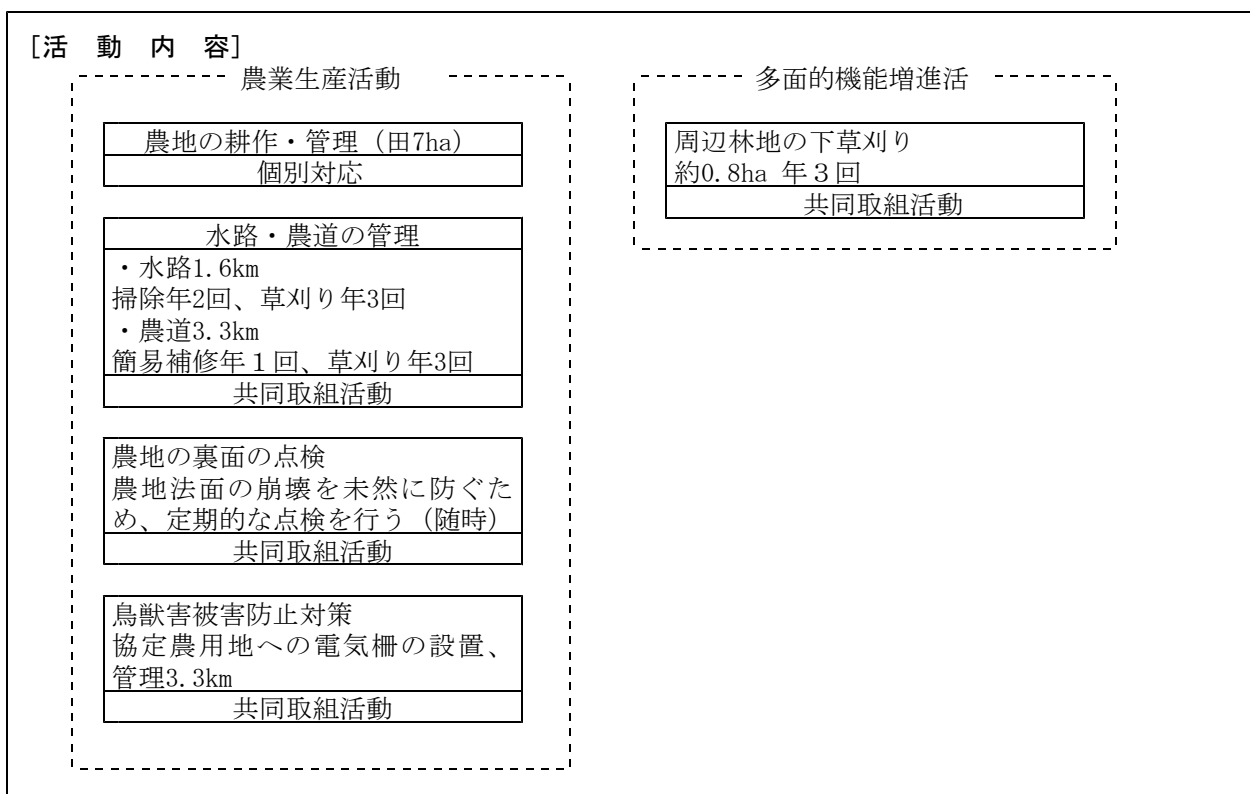 ［活　動　内　容］
農業生産活動
農地の耕作・管理（田7ha）
個別対応
水路・農道の管理
・水路1.6km
掃除年2回、草刈り年3回
・農道3.3km
簡易補修年１回、草刈り年3回
共同取組活動
農地の裏面の点検
農地法面の崩壊を未然に防ぐた
め、定期的な点検を行う（随時）
共同取組活動
鳥獣害被害防止対策
協定農用地への電気柵の設置、
管理3.3km
共同取組活動
多面的機能増進活
周辺林地の下草刈り
約0.8ha 年３回
共同取組活動